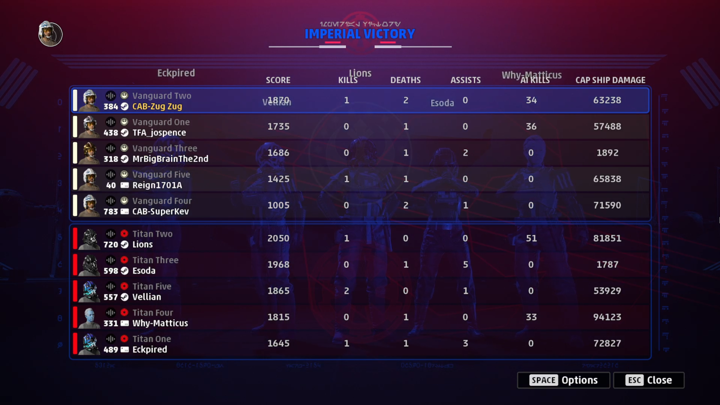 IMPERIAL VICTORY
Eckpired Lions Why-Matticus
SCORE KILLS DEATHS ASSISTS AI KILLS CAP SHIP DAMAGE
Vanguard Two
384 CAB-Zug Zug 1870 1 2 0 34 63238
Vellian Esoda
Vanguard One
438 TFA_jospence 1735 0 1 0 36 57488
Vanguard Three
318 MrBigBrainThe2nd 1686 0 1 2 0 1892
Vanguard Five
40 Reign1701A 1425 1 1 0 0 65838
Vanguard Four
783 CAB-SuperKev 1005 0 2 1 0 71590
Titan Two
720 Lions 2050 1 0 0 51 81851
Titan Three
598 Esoda 1968 0 1 5 0 1787
Titan Five
557 Vellian 1865 2 0 1 0 53929
Titan Four
331 Why-Matticus 1815 0 1 0 33 94123
Titan One
489 Eckpired 1645 1 1 3 0 72827
SPACE Options ESC Close